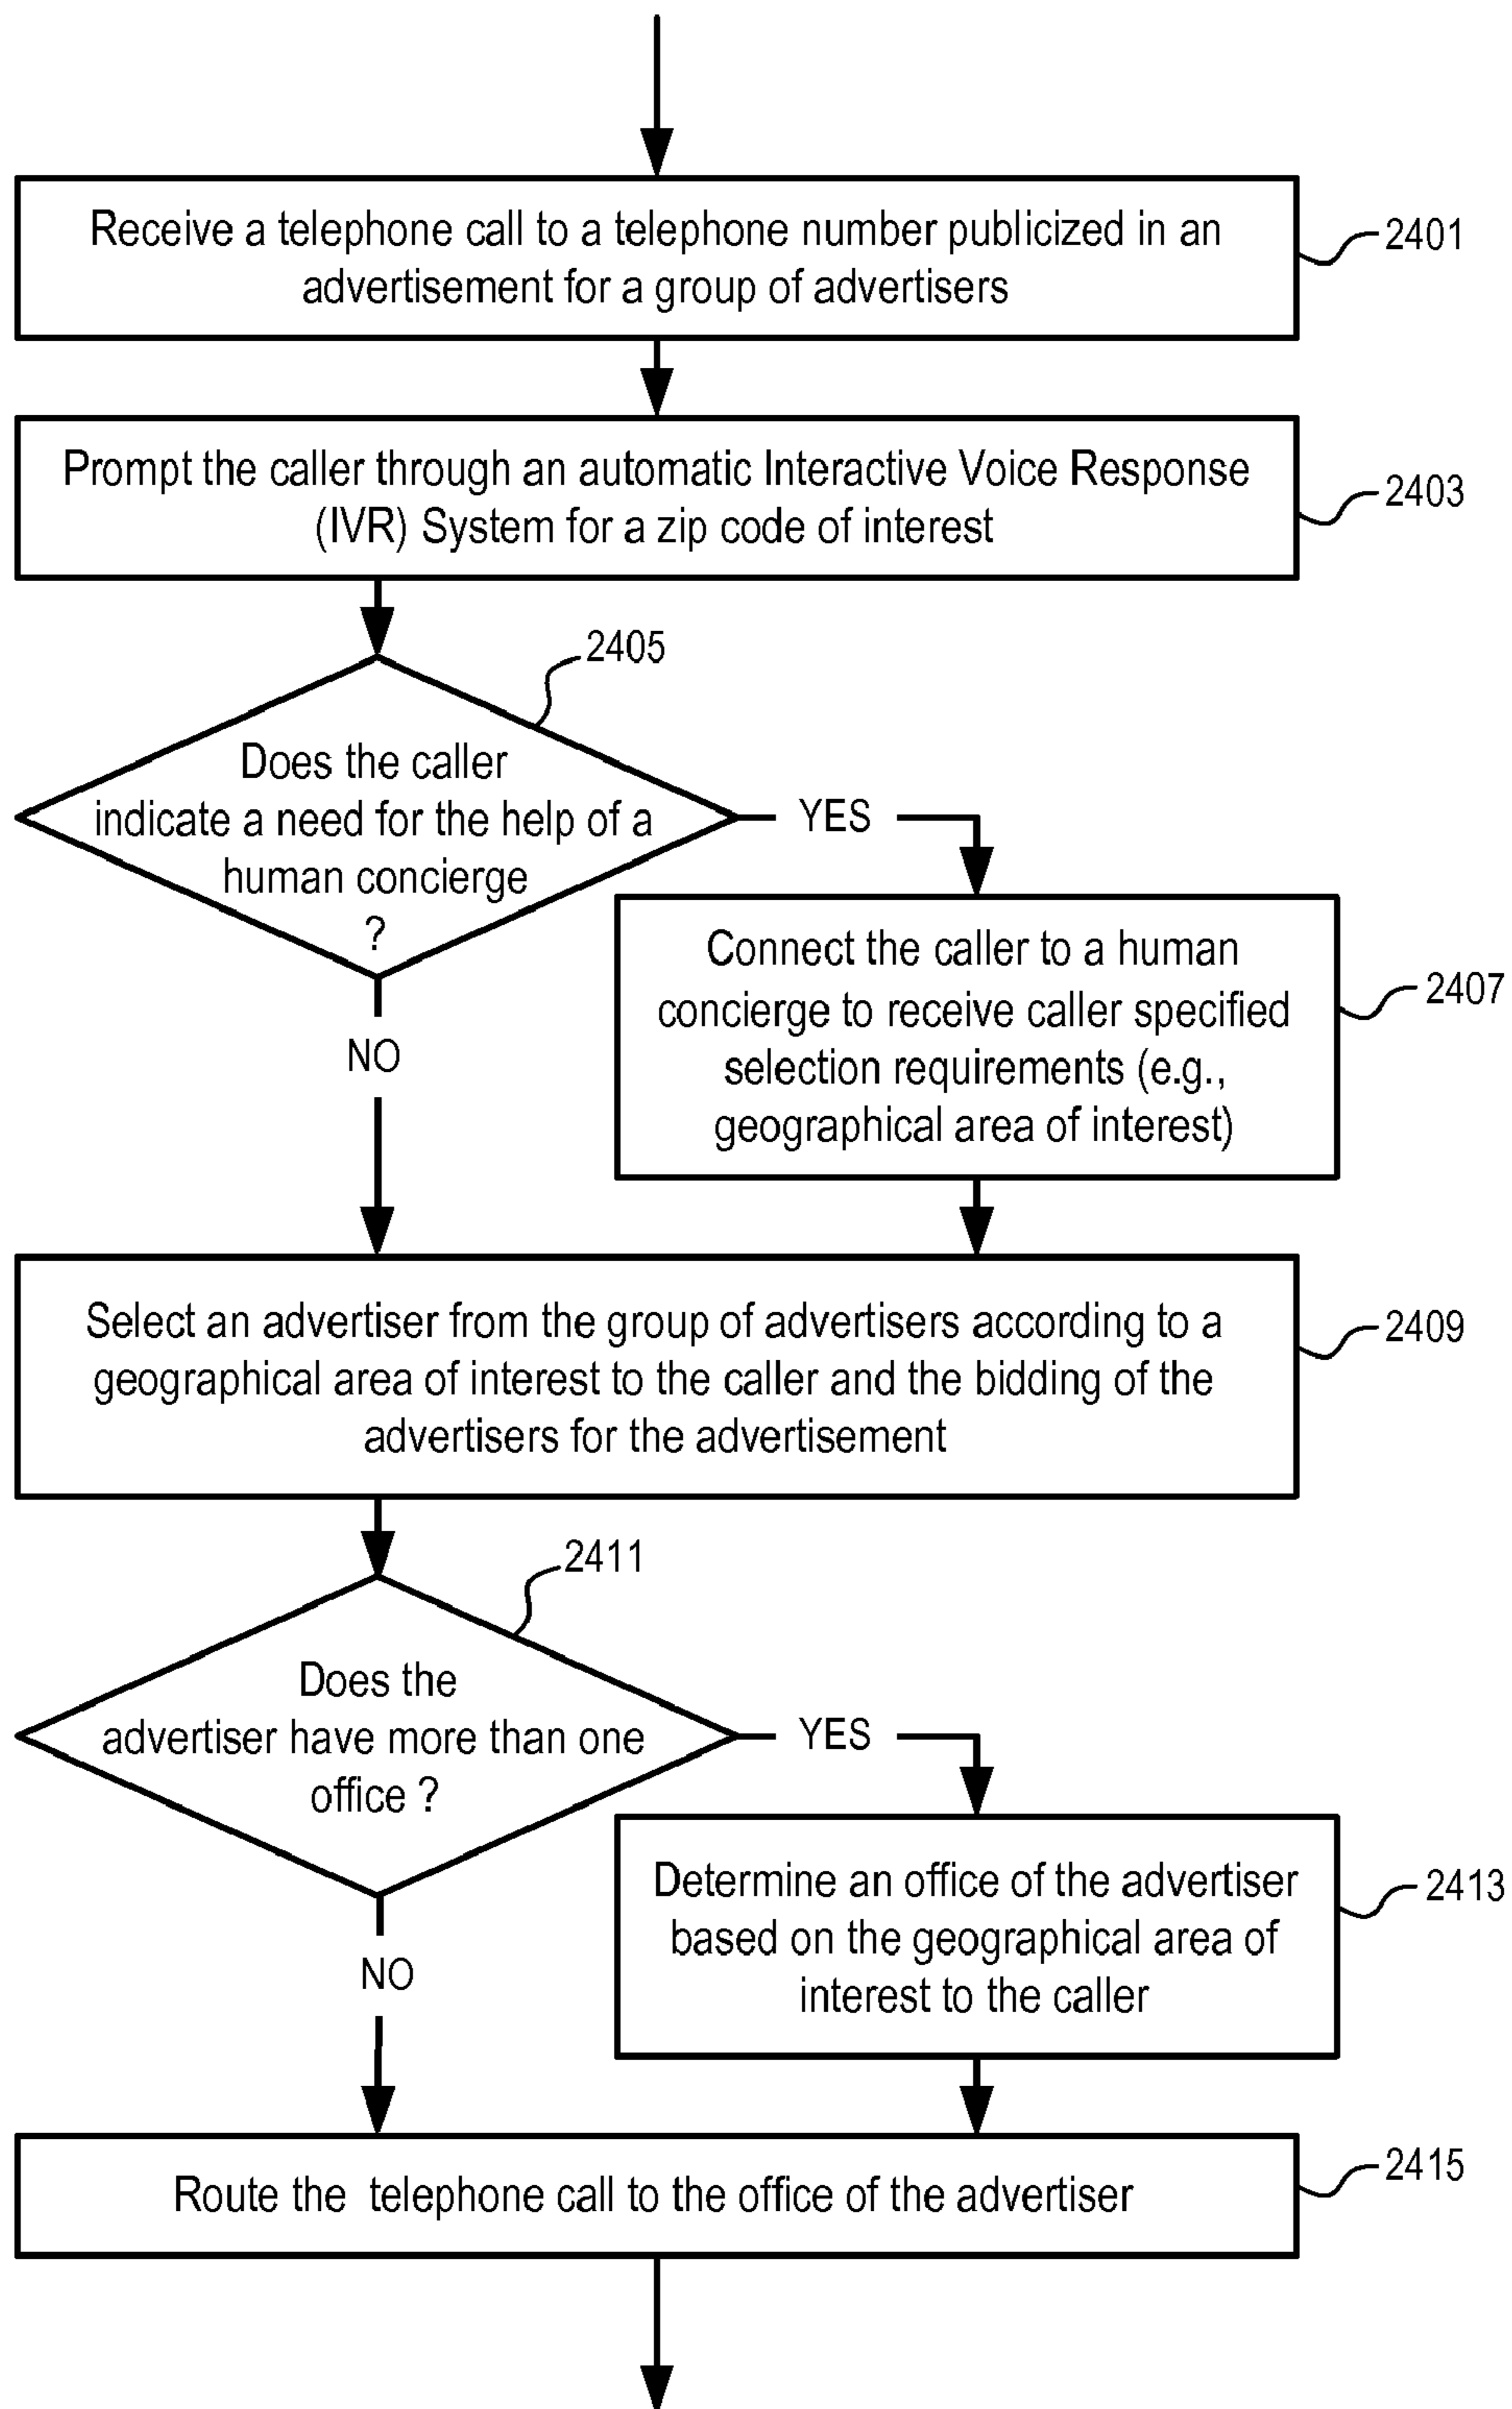 Receive a telephone call to a telephone number publicized in an
advertisement for a group of advertisers
2401
Prompt the caller through an automatic Interactive Voice Response
(IVR) System for a zip code of interest
2403
2405
Does the caller
indicate a need for the help of a
human concierge
?
YES
NO
Connect the caller to a human
concierge to receive caller specified
selection requirements (e.g.,
geographical area of interest)
2407
Select an advertiser from the group of advertisers according to a
geographical area of interest to the caller and the bidding of the
advertisers for the advertisement
2409
2411
Does the
advertiser have more than one
office ?
YES
NO
Determine an office of the advertiser
based on the geographical area of
interest to the caller
2413
Route the  telephone call to the office of the advertiser
2415